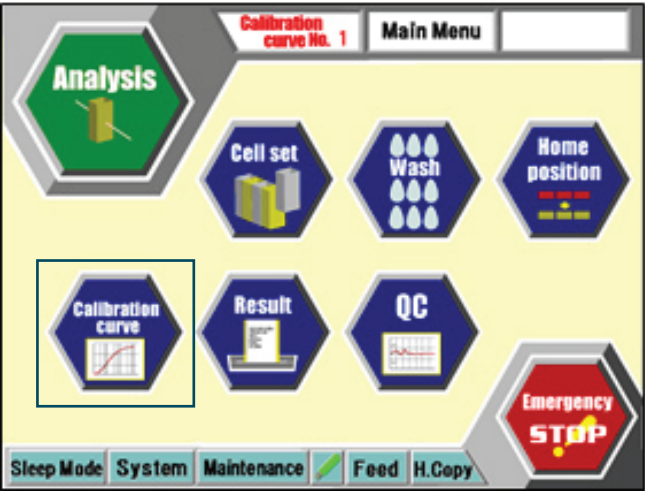 Calibration
curve No. 1
Main Menu
Analysis
Cell set
Wash
Home
position
Calibration
curve
Result
QC
Emergency
STOP
Sleep Mode
System
Maintenance
Feed
H.Copy